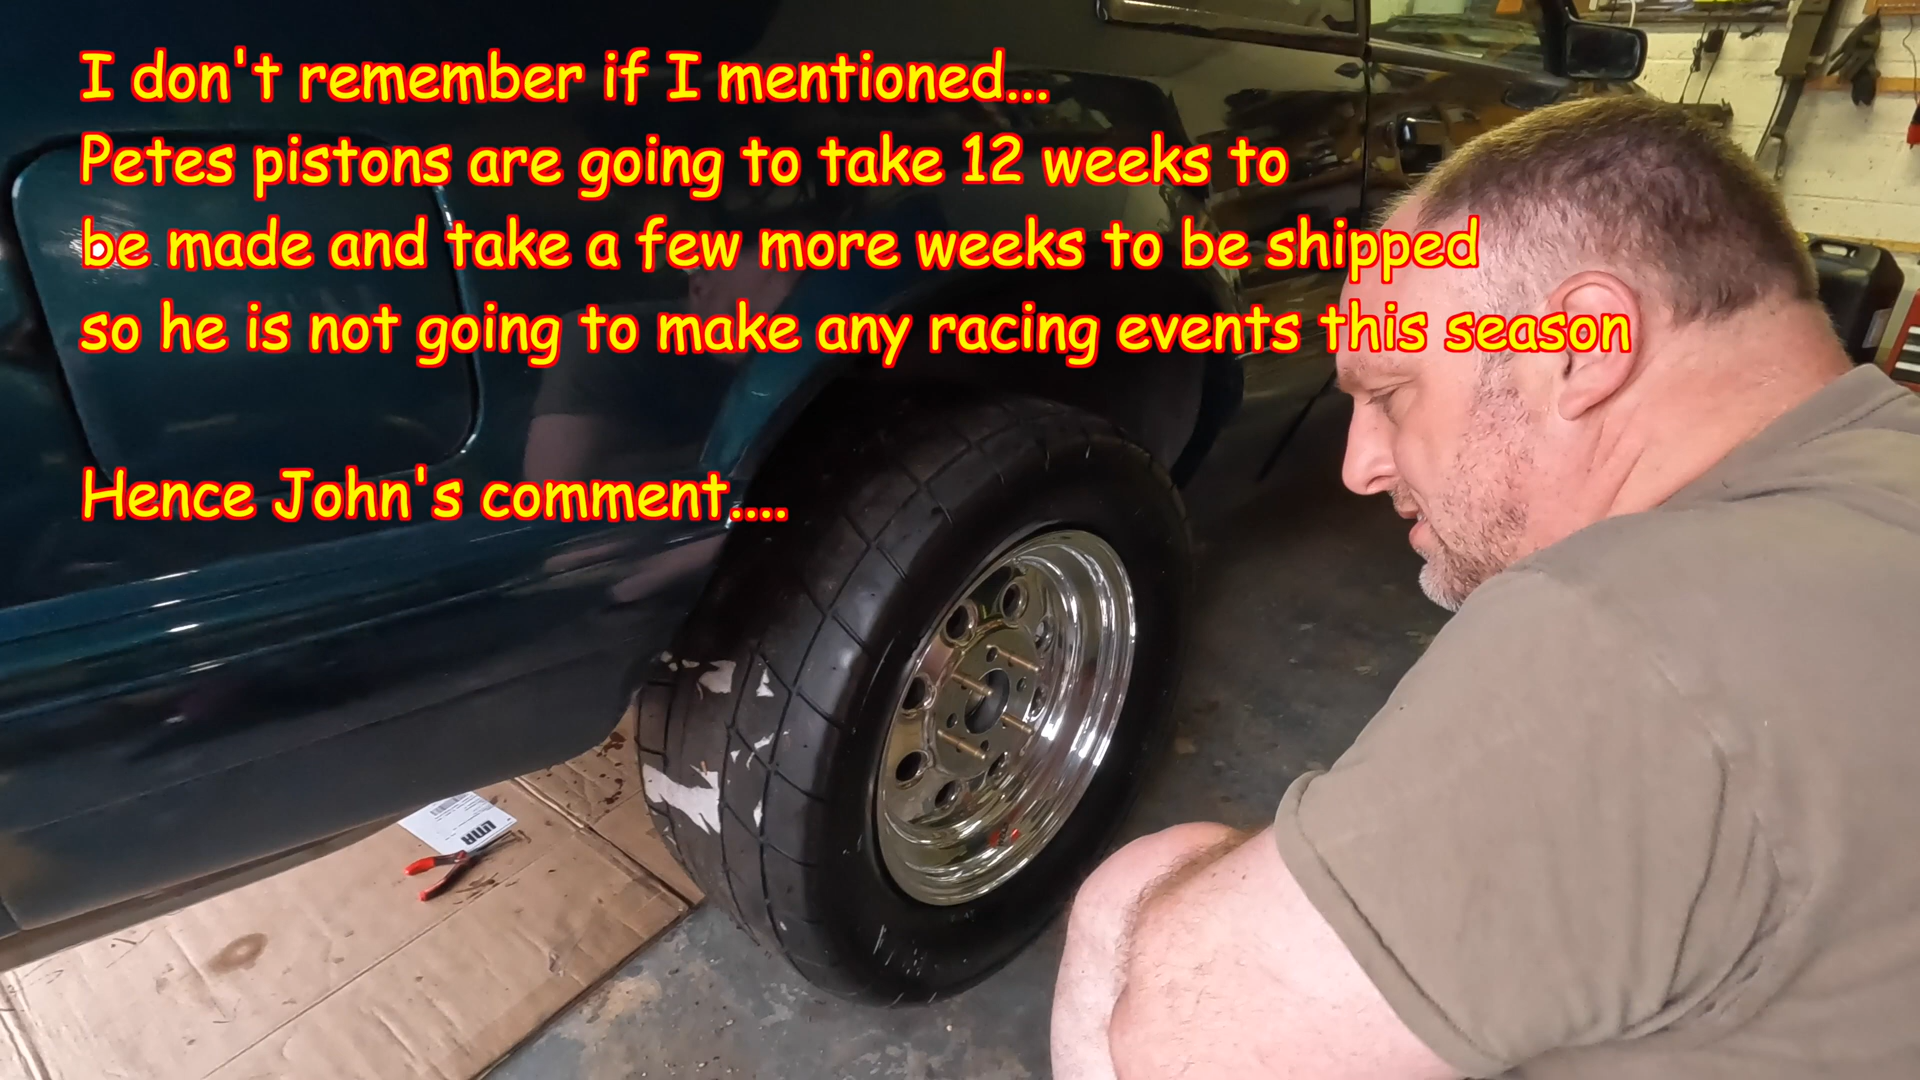 I don't remember if I mentioned...
Petes pistons are going to take 12 weeks to
be made and take a few more weeks to be shipped
so he is not going to make any racing events this season
Hence John's comment....